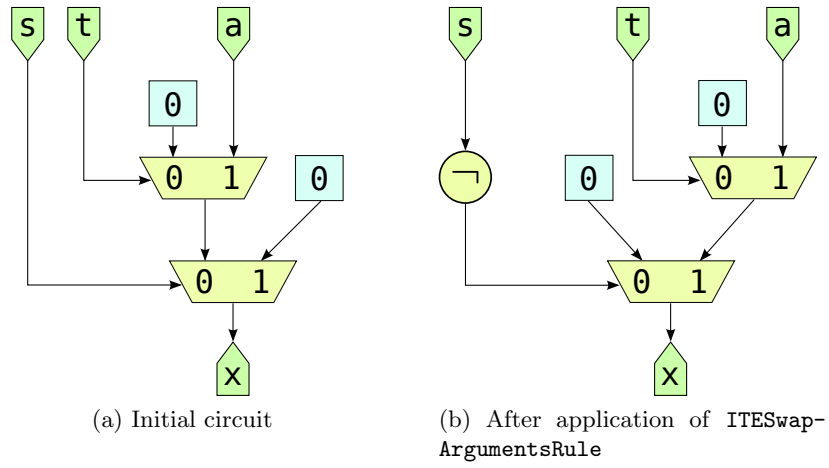 s t a
0
0 1 0
0 1
x
(a) Initial circuit
s t a
0
¬ 0 0 1
0 1
x
(b) After application of ITESwap-
ArgumentsRule